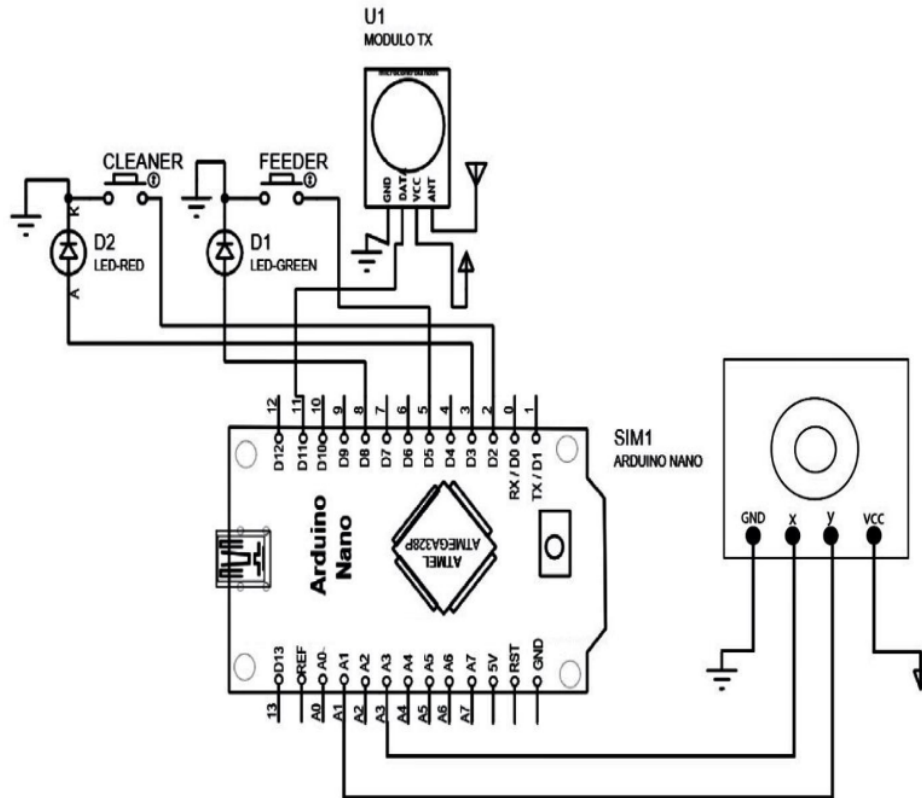 U1
MODULO TX
GND
DATA
VCC
ANT
CLEANER
FEEDER
K
D2
LED-RED
A
D1
LED-GREEN
12
11
10
9
8
7
6
5
4
3
2
0
1
D12
D11
D10
D9
D8
D7
D6
D5
D4
D3
D2
RX / D0
TX / D1
SIM1
ARDUINO NANO
Arduino
Nano
ATMEL
ATMEGA328P
GND
x
y
VCC
D13
REF
A0
A1
A2
A3
A4
A5
A6
A7
5V
RST
GND
13
A0
A1
A2
A3
A4
A5
A6
A7